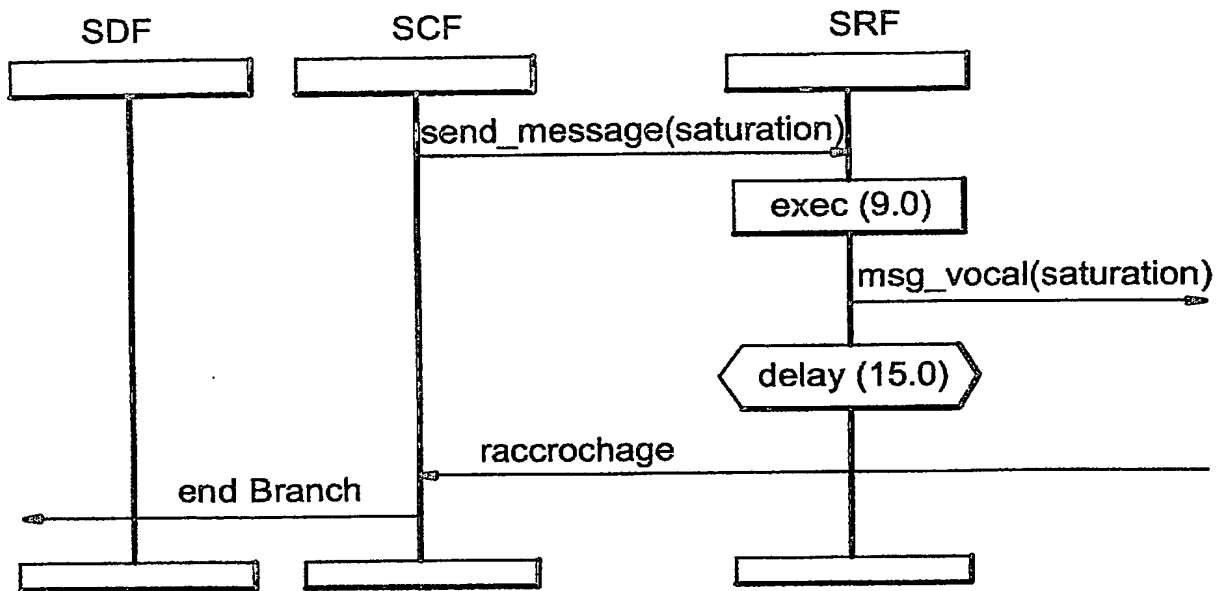 SDF
SCF
SRF
send_message(saturation)
exec (9.0)
msg_vocal(saturation)
delay (15.0)
raccrochage
end Branch